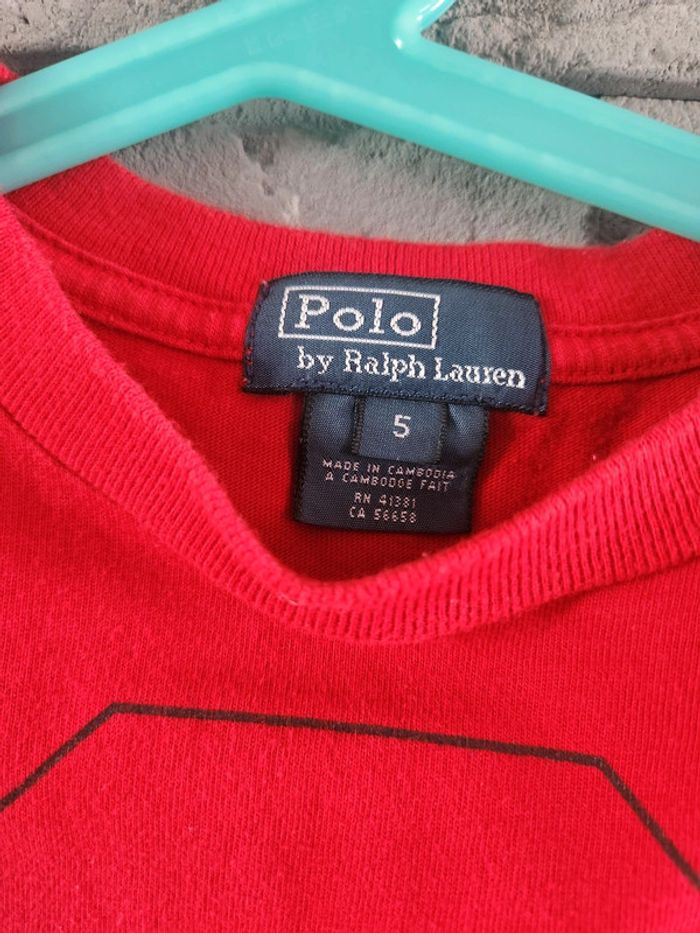 Polo
by Ralph Lauren
5
MADE IN CAMBODIA
A CAMBODGE FAIT
RN 41381
CA 56658